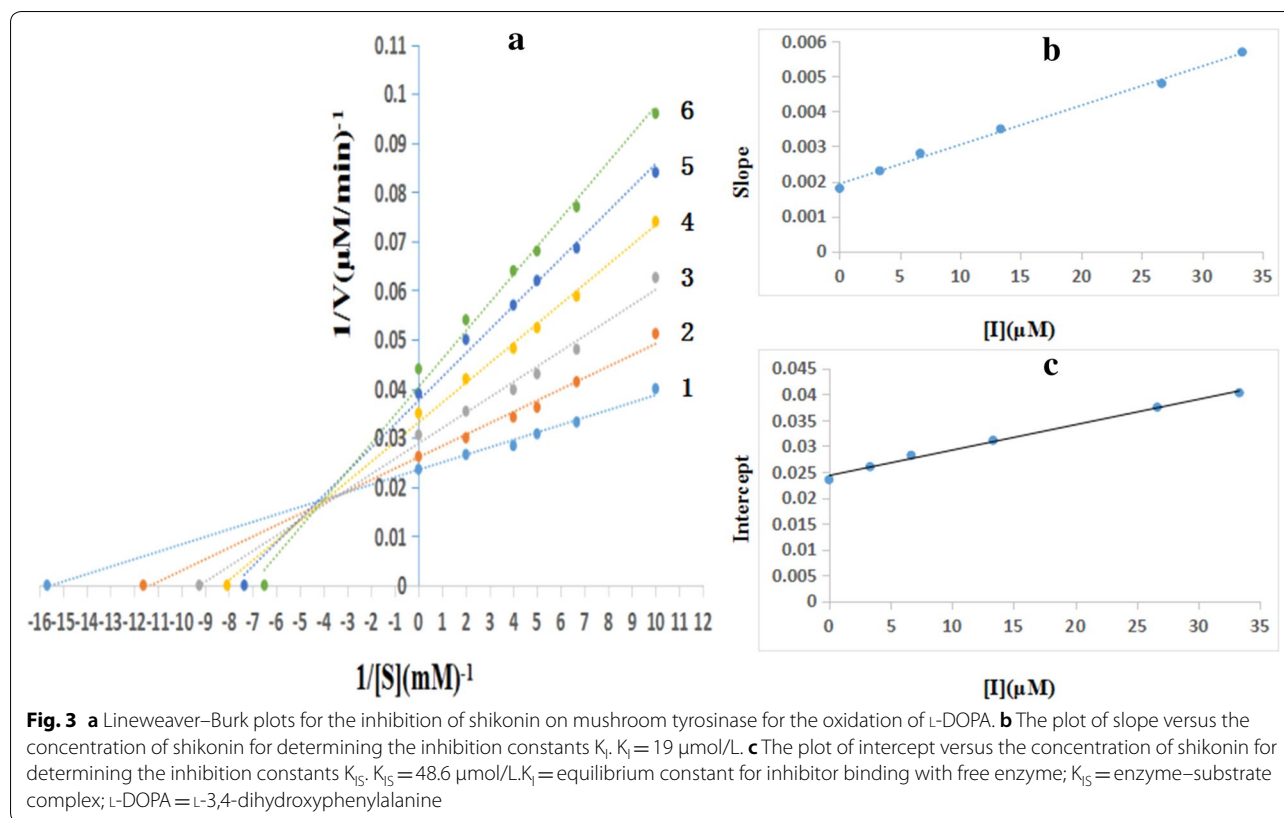 a
0.11
0.1
0.09
0.08
0.07
0.06
0.05
0.04
0.03
0.02
0.01
0
1/V(µM/min)-1
6
5
4
3
2
1
-16-15-14-13-12-11-10 -9 -8 -7 -6 -5 -4 -3 -2 -1 0 1 2 3 4 5 6 7 8 9 10 11 12
1/[S](mM)-1
b
0.006
0.005
0.004
0.003
0.002
0.001
0
Slope
0 5 10 15 20 25 30 35
[I](µM)
c
0.045
0.04
0.035
0.03
0.025
0.02
0.015
0.01
0.005
0
Intercept
0 5 10 15 20 25 30 35
[I](µM)
Fig. 3 a Lineweaver–Burk plots for the inhibition of shikonin on mushroom tyrosinase for the oxidation of L-DOPA. b The plot of slope versus the
concentration of shikonin for determining the inhibition constants KI. KI = 19 µmol/L. c The plot of intercept versus the concentration of shikonin for
determining the inhibition constants KIS. KIS = 48.6 µmol/L.KI = equilibrium constant for inhibitor binding with free enzyme; KIS = enzyme–substrate
complex; L-DOPA = L-3,4-dihydroxyphenylalanine